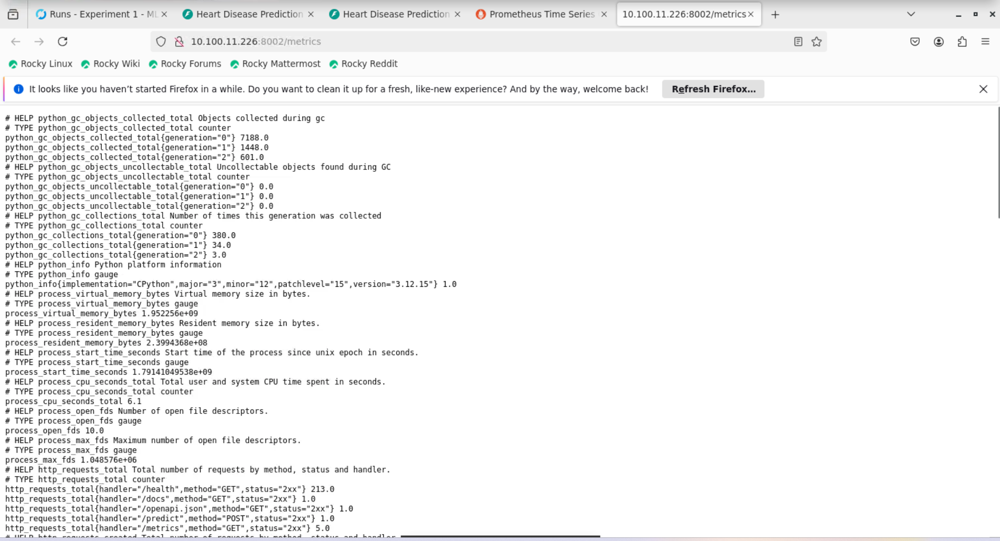 Runs - Experiment 1 - ML
Heart Disease Prediction
Heart Disease Prediction
Prometheus Time Series
10.100.11.226:8002/metrics
10.100.11.226:8002/metrics
Rocky Linux
Rocky Wiki
Rocky Forums
Rocky Mattermost
Rocky Reddit
It looks like you haven’t started Firefox in a while. Do you want to clean it up for a fresh, like-new experience? And by the way, welcome back!
Refresh Firefox…
# HELP python_gc_objects_collected_total Objects collected during gc
# TYPE python_gc_objects_collected_total counter
python_gc_objects_collected_total{generation="0"} 7188.0
python_gc_objects_collected_total{generation="1"} 1448.0
python_gc_objects_collected_total{generation="2"} 601.0
# HELP python_gc_objects_uncollectable_total Uncollectable objects found during GC
# TYPE python_gc_objects_uncollectable_total counter
python_gc_objects_uncollectable_total{generation="0"} 0.0
python_gc_objects_uncollectable_total{generation="1"} 0.0
python_gc_objects_uncollectable_total{generation="2"} 0.0
# HELP python_gc_collections_total Number of times this generation was collected
# TYPE python_gc_collections_total counter
python_gc_collections_total{generation="0"} 380.0
python_gc_collections_total{generation="1"} 34.0
python_gc_collections_total{generation="2"} 3.0
# HELP python_info Python platform information
# TYPE python_info gauge
python_info{implementation="CPython",major="3",minor="12",patchlevel="15",version="3.12.15"} 1.0
# HELP process_virtual_memory_bytes Virtual memory size in bytes.
# TYPE process_virtual_memory_bytes gauge
process_virtual_memory_bytes 1.952256e+09
# HELP process_resident_memory_bytes Resident memory size in bytes.
# TYPE process_resident_memory_bytes gauge
process_resident_memory_bytes 2.3994368e+08
# HELP process_start_time_seconds Start time of the process since unix epoch in seconds.
# TYPE process_start_time_seconds gauge
process_start_time_seconds 1.79141049538e+09
# HELP process_cpu_seconds_total Total user and system CPU time spent in seconds.
# TYPE process_cpu_seconds_total counter
process_cpu_seconds_total 6.1
# HELP process_open_fds Number of open file descriptors.
# TYPE process_open_fds gauge
process_open_fds 10.0
# HELP process_max_fds Maximum number of open file descriptors.
# TYPE process_max_fds gauge
process_max_fds 1.048576e+06
# HELP http_requests_total Total number of requests by method, status and handler.
# TYPE http_requests_total counter
http_requests_total{handler="/health",method="GET",status="2xx"} 213.0
http_requests_total{handler="/docs",method="GET",status="2xx"} 1.0
http_requests_total{handler="/openapi.json",method="GET",status="2xx"} 1.0
http_requests_total{handler="/predict",method="POST",status="2xx"} 1.0
http_requests_total{handler="/metrics",method="GET",status="2xx"} 5.0
# HELP http_requests_created Total number of requests by method, status and handler.